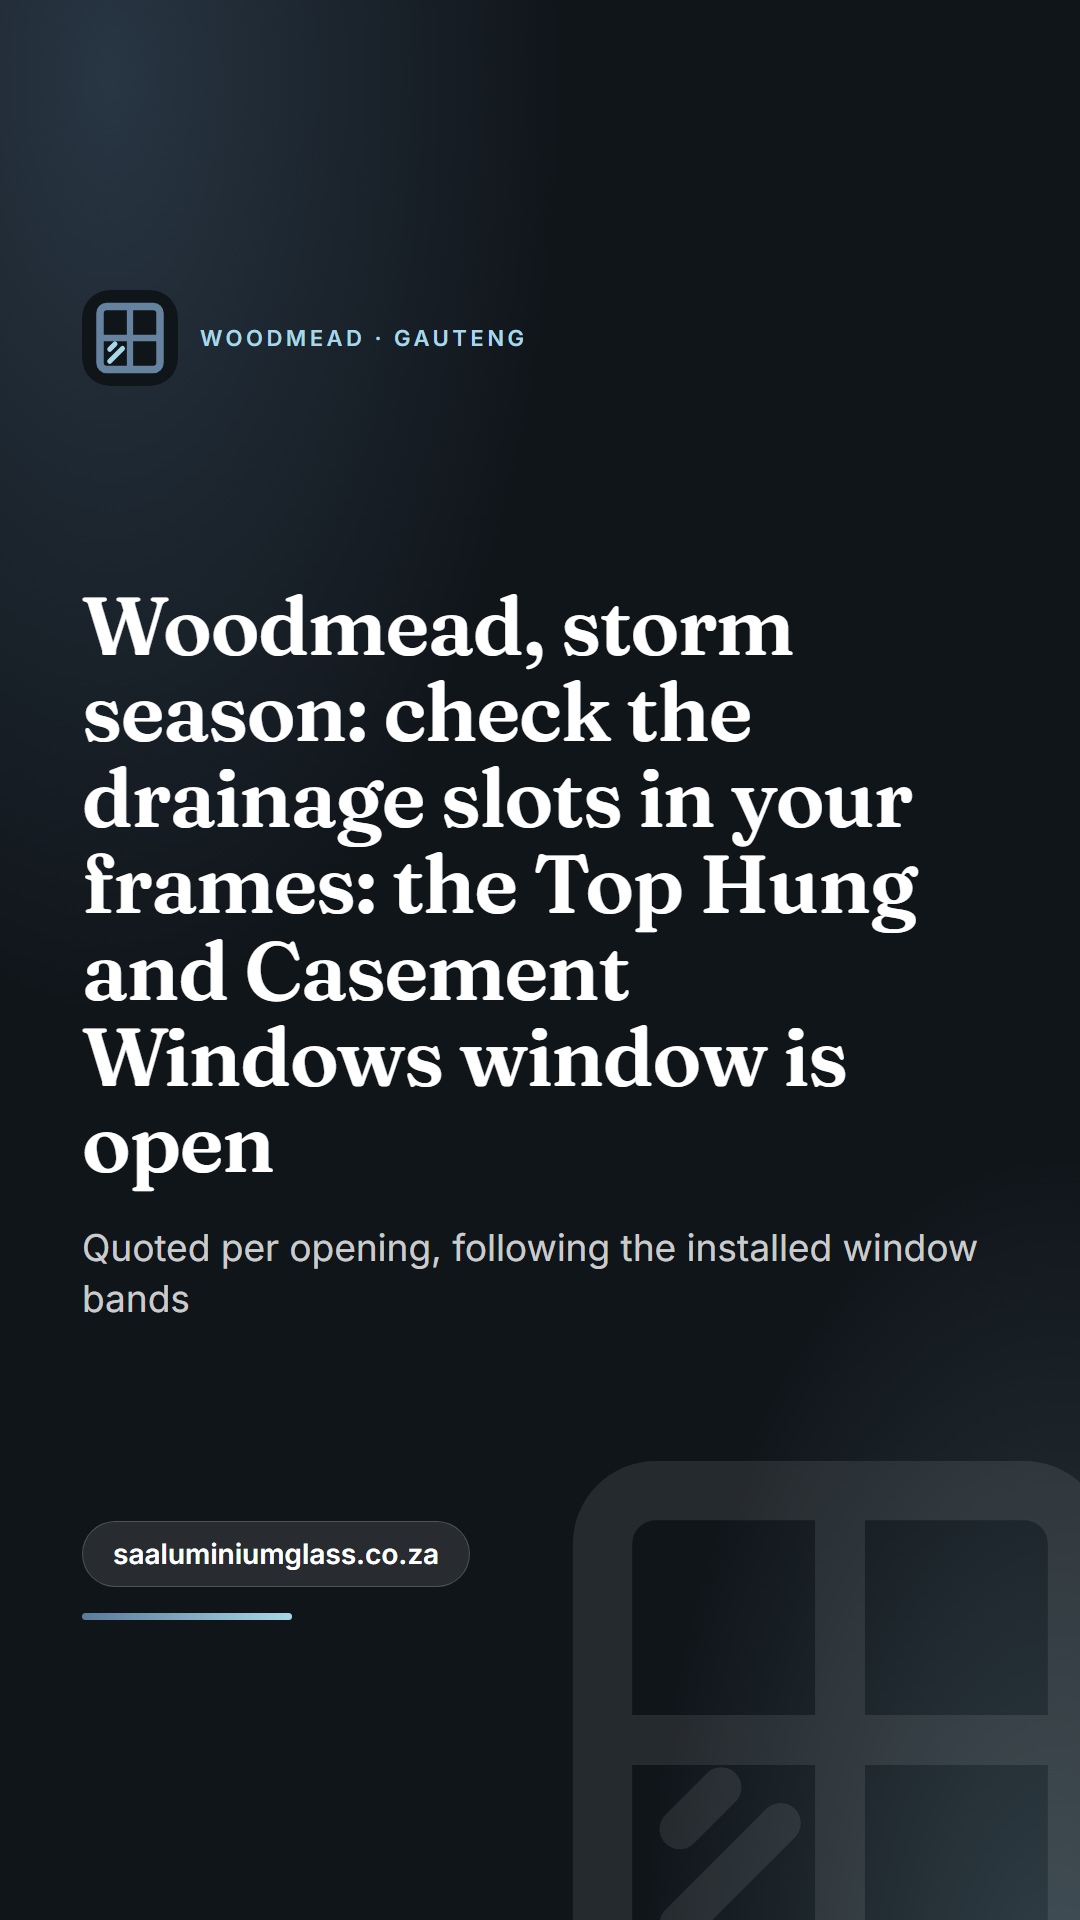 WOODMEAD · GAUTENG
Woodmead, storm
season: check the
drainage slots in your
frames: the Top Hung
and Casement
Windows window is
open
Quoted per opening, following the installed window
bands
saaluminiumglass.co.za